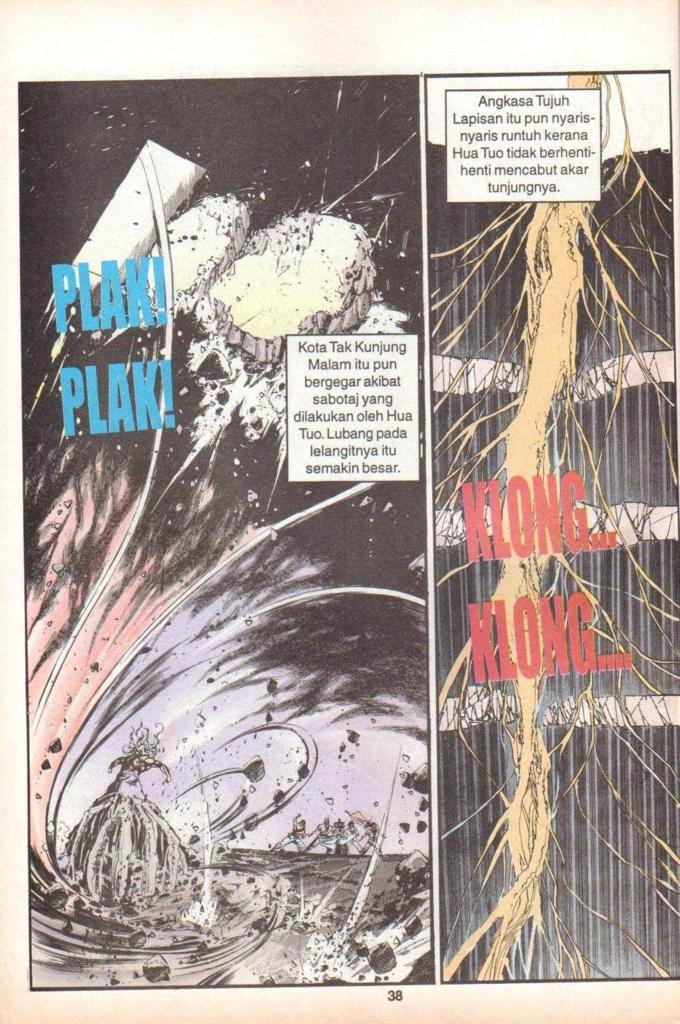 PLAK!
PLAK!
Kota Tak Kunjung
Malam itu pun
bergegar akibat
sabotaj yang
dilakukan oleh Hua
Tuo. Lubang pada
lelangitnya itu
semakin besar.
Angkasa Tujuh
Lapisan itu pun nyaris-
nyaris runtuh kerana
Hua Tuo tidak berhenti-
henti mencabut akar
tunjungnya.
KLONG....
KLONG.....
38